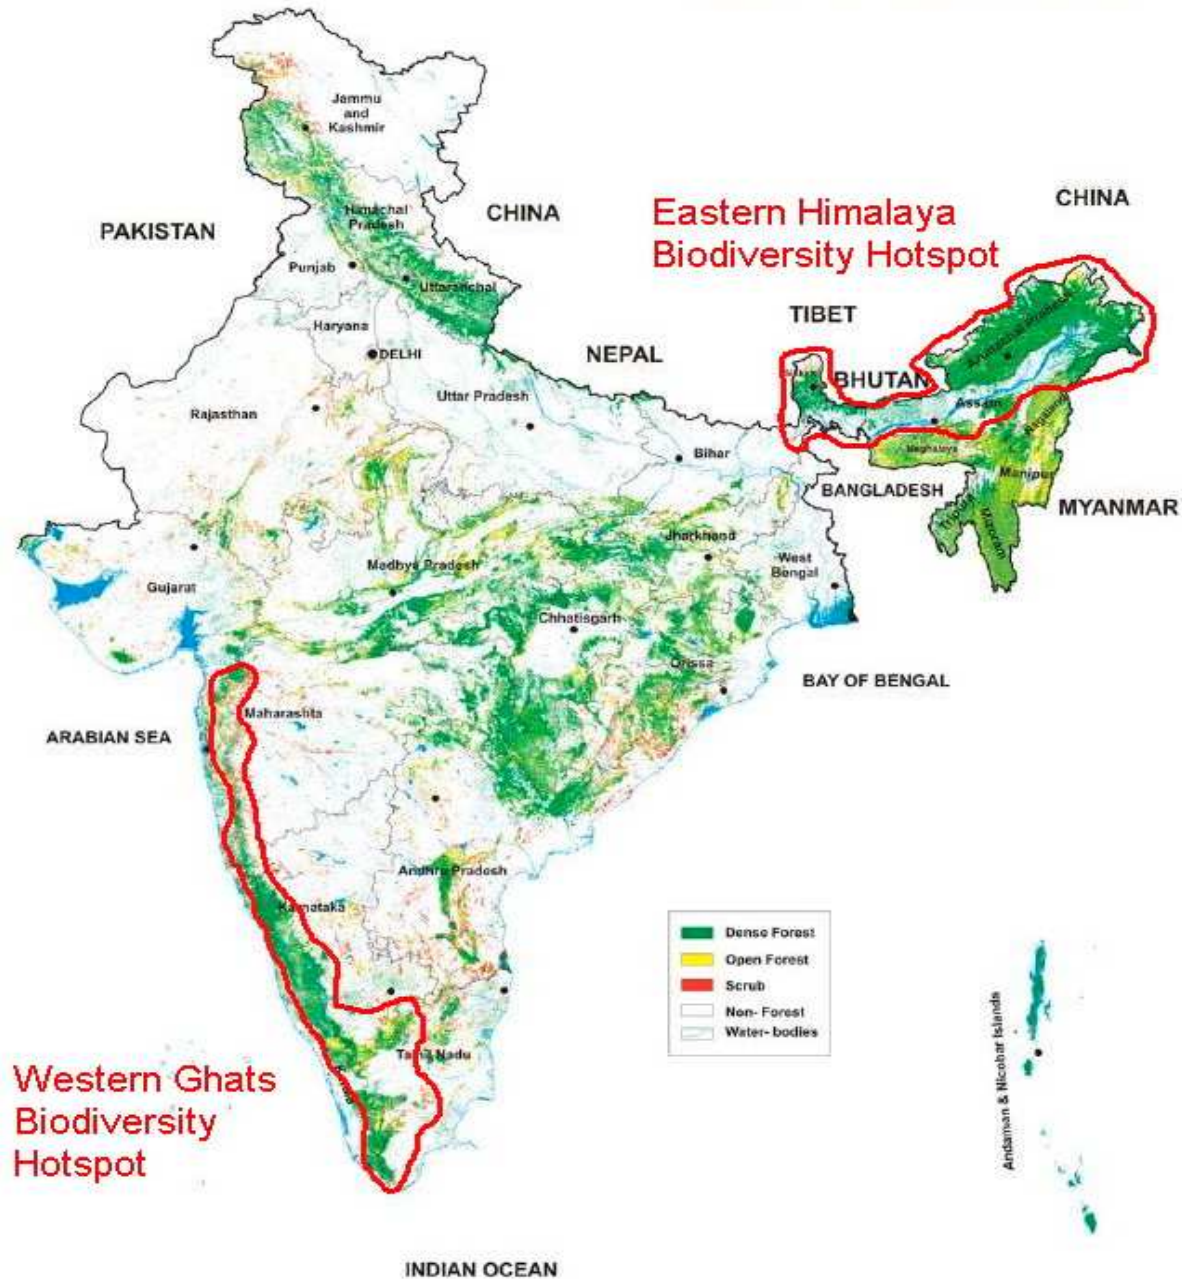 Jammu
and
Kashmir
CHINA
PAKISTAN
Himachal
Pradesh
Punjab
Uttaranchal
Haryana
DELHI
Eastern Himalaya
Biodiversity Hotspot
CHINA
TIBET
NEPAL
BHUTAN
Arunachal Pradesh
Rajasthan
Uttar Pradesh
Assam
Nagaland
Bihar
Meghalaya
Manipur
BANGLADESH
MYANMAR
Tripura
Mizoram
Jharkhand
West
Bengal
Madhya Pradesh
Gujarat
Chhatisgarh
Orissa
BAY OF BENGAL
Maharashta
ARABIAN SEA
Andhra Pradesh
Karnataka
Dense Forest
Open Forest
Scrub
Non- Forest
Water- bodies
Tamil Nadu
Western Ghats
Biodiversity
Hotspot
Andaman & Nicobar Islands
INDIAN OCEAN